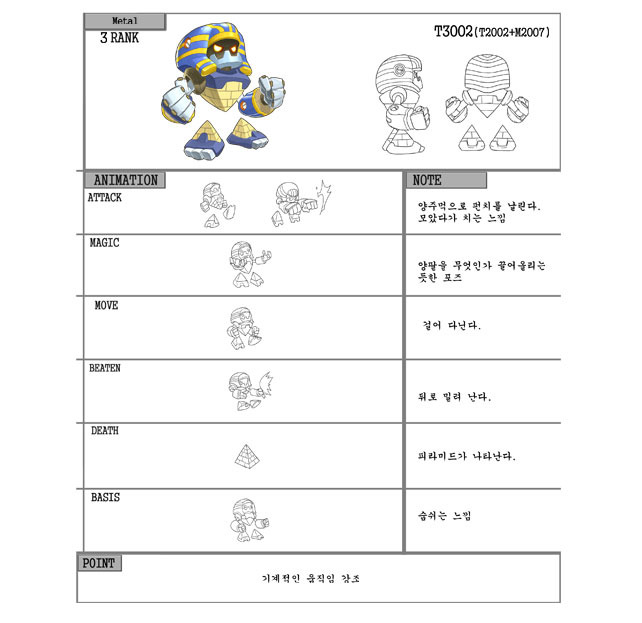 Metal
3 RANK
T3002(T2002+M2007)
ANIMATION
NOTE
ATTACK
양주먹으로 펀치를 날린다.
모았다가 치는 느낌
MAGIC
양팔을 무엇인가 끌어올리는
듯한 포즈
MOVE
걸어 다닌다.
BEATEN
뒤로 밀려 난다.
DEATH
피라미드가 나타난다.
BASIS
숨쉬는 느낌
POINT
기계적인 움직임 강조